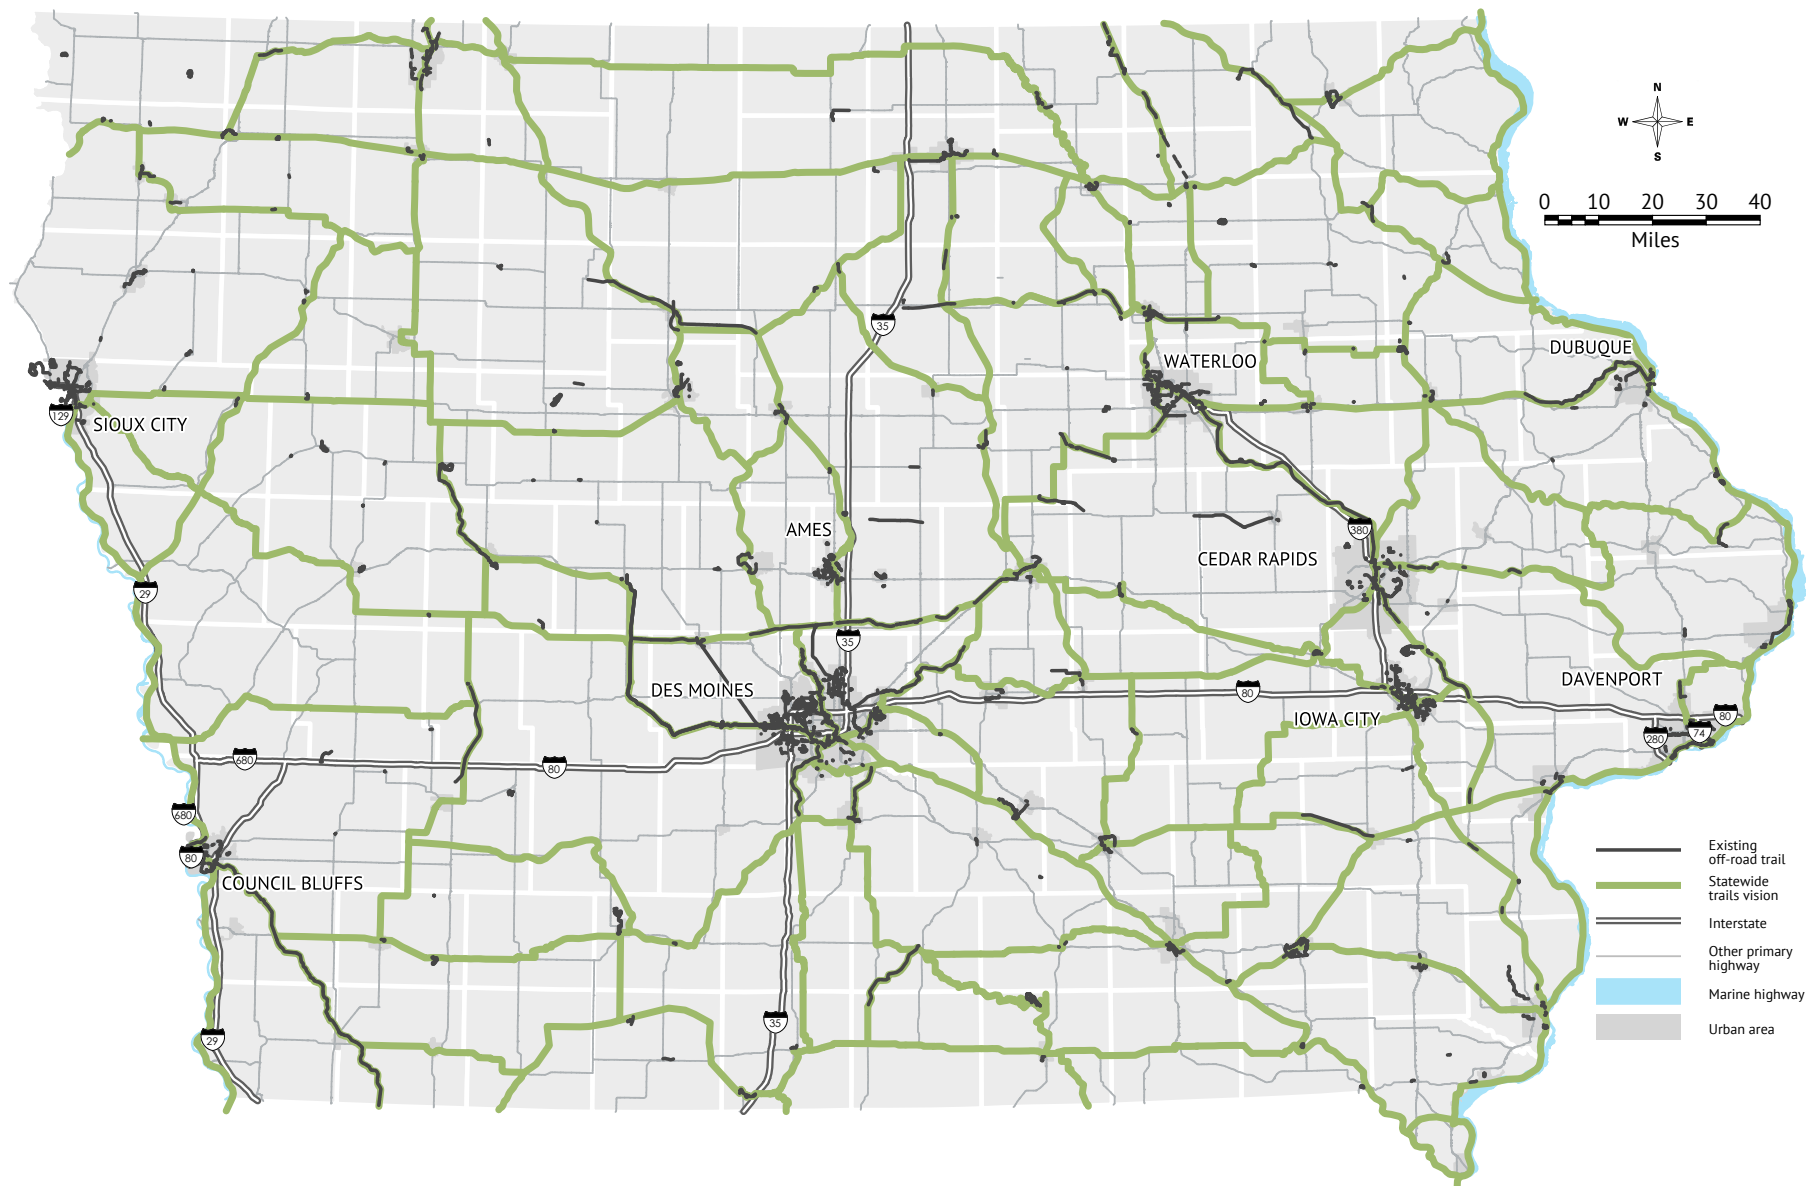 N
W E
S
0 10 20 30 40
Miles
35
WATERLOO
DUBUQUE
129
SIOUX CITY
AMES
380
CEDAR RAPIDS
29
35
DES MOINES
80
DAVENPORT
IOWA CITY
80
280
74
680
80
680
80
COUNCIL BLUFFS
35
29
Existing
off-road trail
Statewide
trails vision
Interstate
Other primary
highway
Marine highway
Urban area